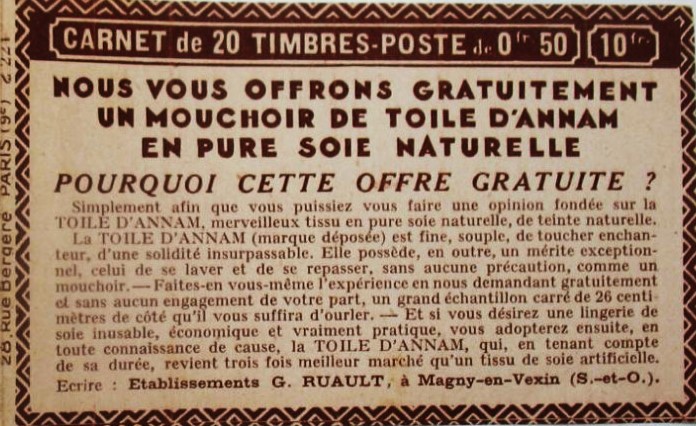 CARNET de 20 TIMBRES-POSTE de 0fr 50 10fr.
NOUS VOUS OFFRONS GRATUITEMENT
UN MOUCHOIR DE TOILE D'ANNAM
EN PURE SOIE NATURELLE
POURQUOI CETTE OFFRE GRATUITE ?
Simplement afin que vous puissiez vous faire une opinion fondée sur la
TOILE D'ANNAM, merveilleux tissu en pure soie naturelle, de teinte naturelle.
La TOILE D'ANNAM (marque déposée) est fine, souple, de toucher enchan-
teur, d'une solidité insurpassable. Elle possède, en outre, un mérite exception-
nel, celui de se laver et de se repasser, sans aucune précaution, comme un
mouchoir. — Faites-en vous-même l'expérience en nous demandant gratuitement
et sans aucun engagement de votre part, un grand échantillon carré de 26 centi-
mètres de côté qu'il vous suffira d'ourler. — Et si vous désirez une lingerie de
soie inusable, économique et vraiment pratique, vous adopterez ensuite, en
toute connaissance de cause, la TOILE D'ANNAM, qui, en tenant compte
de sa durée, revient trois fois meilleur marché qu'un tissu de soie artificielle.
Ecrire : Etablissements G. RUAULT, à Magny-en-Vexin (S.-et-O.).
28, Rue Bergère PARIS (9e)